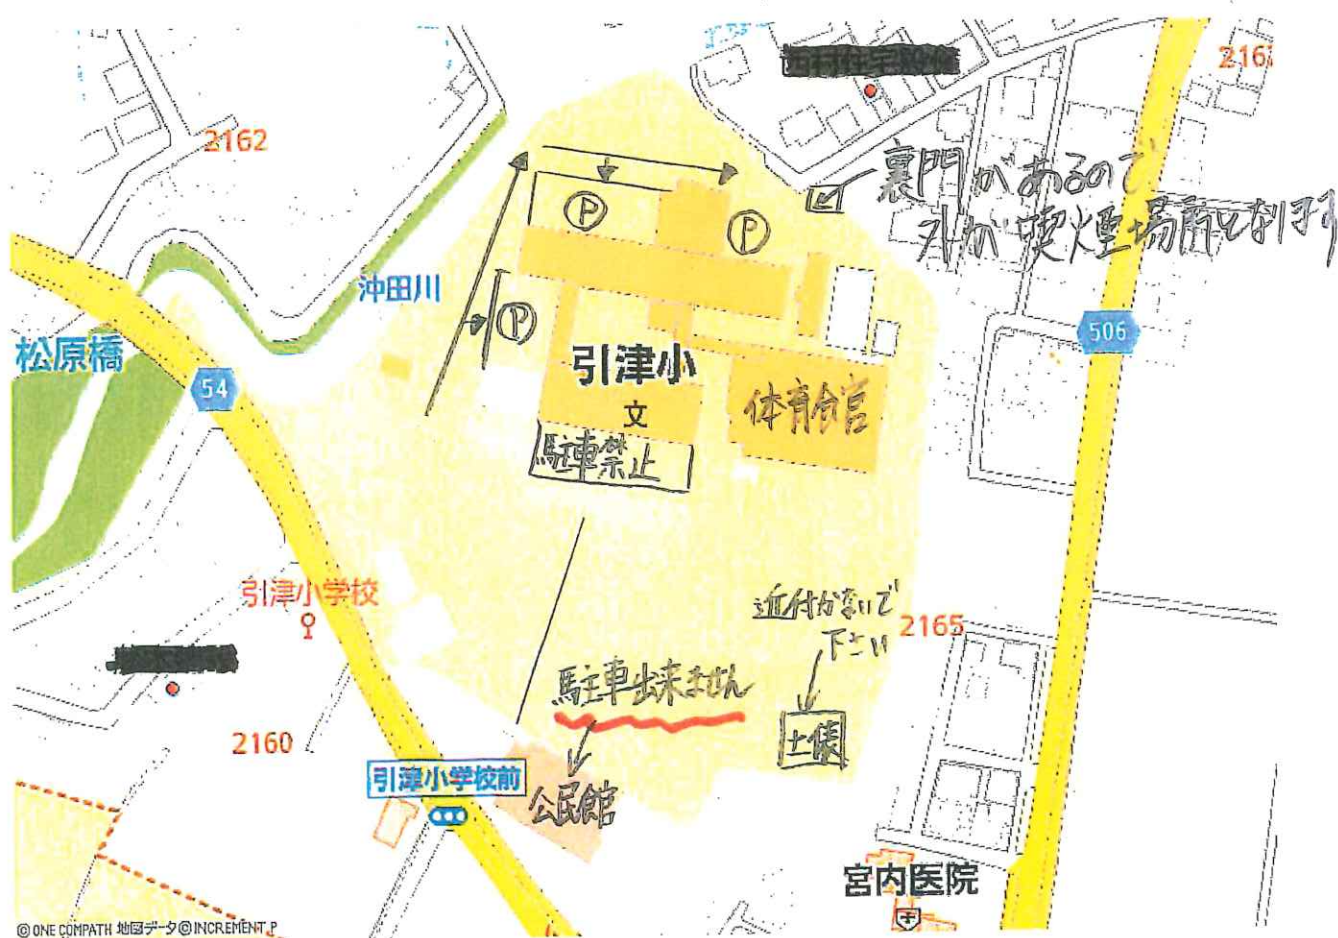 216
2162
裏門があるので
外が喫煙場所となります
P
P
沖田川
P
松原橋
506
54
引津小
文
体育館
駐車禁止
引津小学校
近付かないで
下さい
2165
駐車出来ません
土俵
2160
引津小学校前
公民館
宮内医院
© ONE COMPATH 地図データ© INCREMENT P